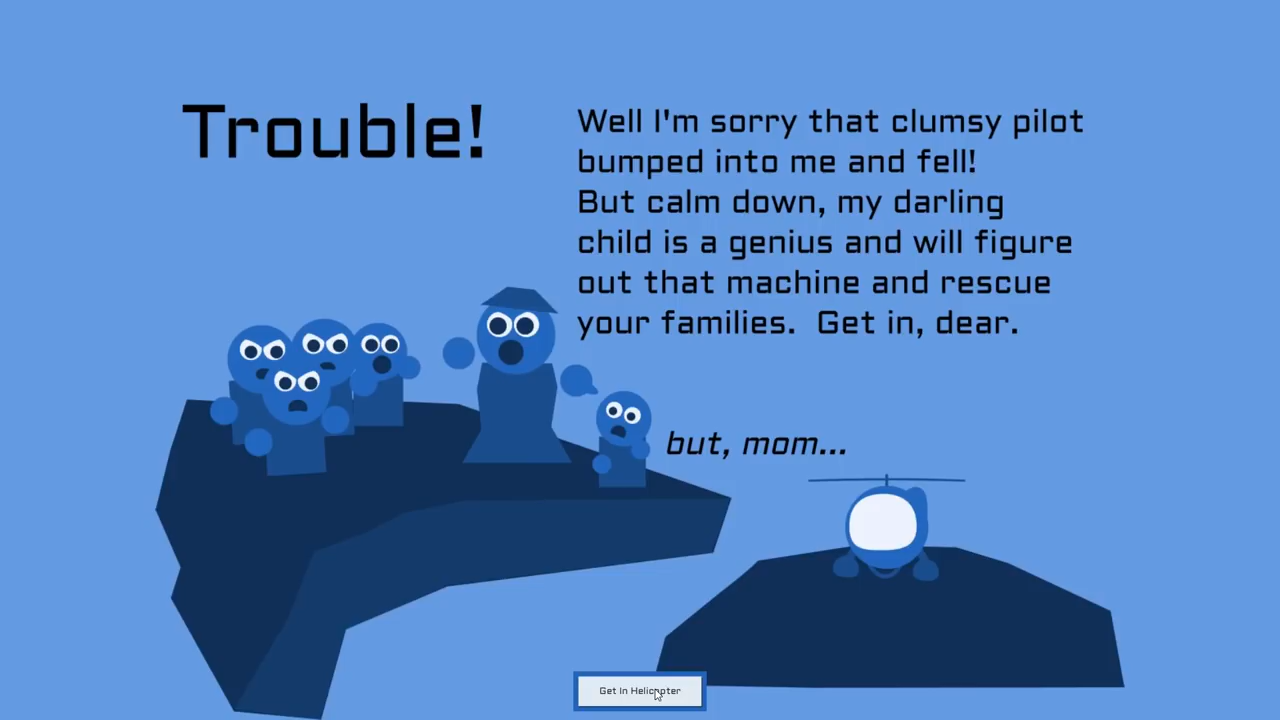 Trouble!
Well I'm sorry that clumsy pilot
bumped into me and fell!
But calm down, my darling
child is a genius and will figure
out that machine and rescue
your families.  Get in, dear.
but, mom...
Get In Helicopter